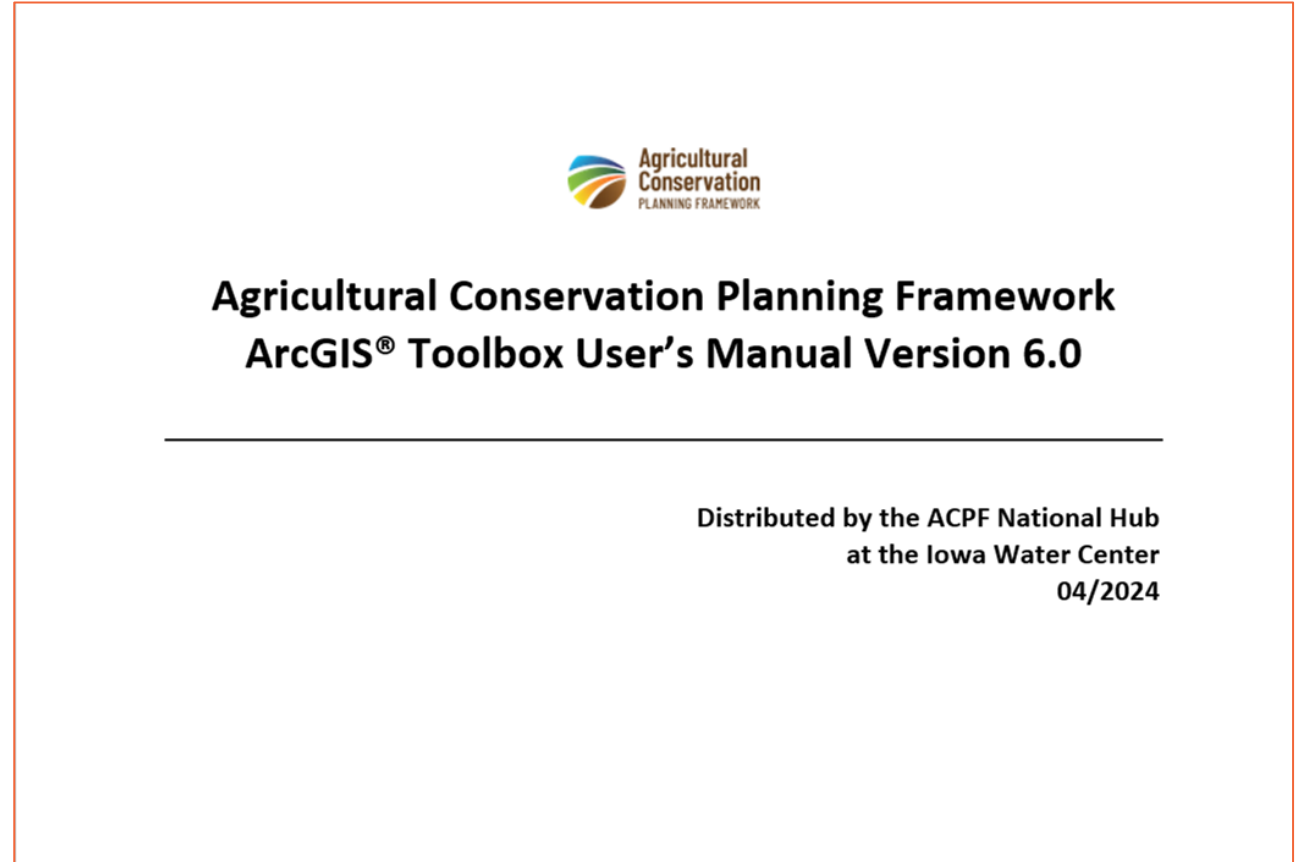 Agricultural
Conservation
PLANNING FRAMEWORK
Agricultural Conservation Planning Framework
ArcGIS® Toolbox User’s Manual Version 6.0
Distributed by the ACPF National Hub
at the Iowa Water Center
04/2024